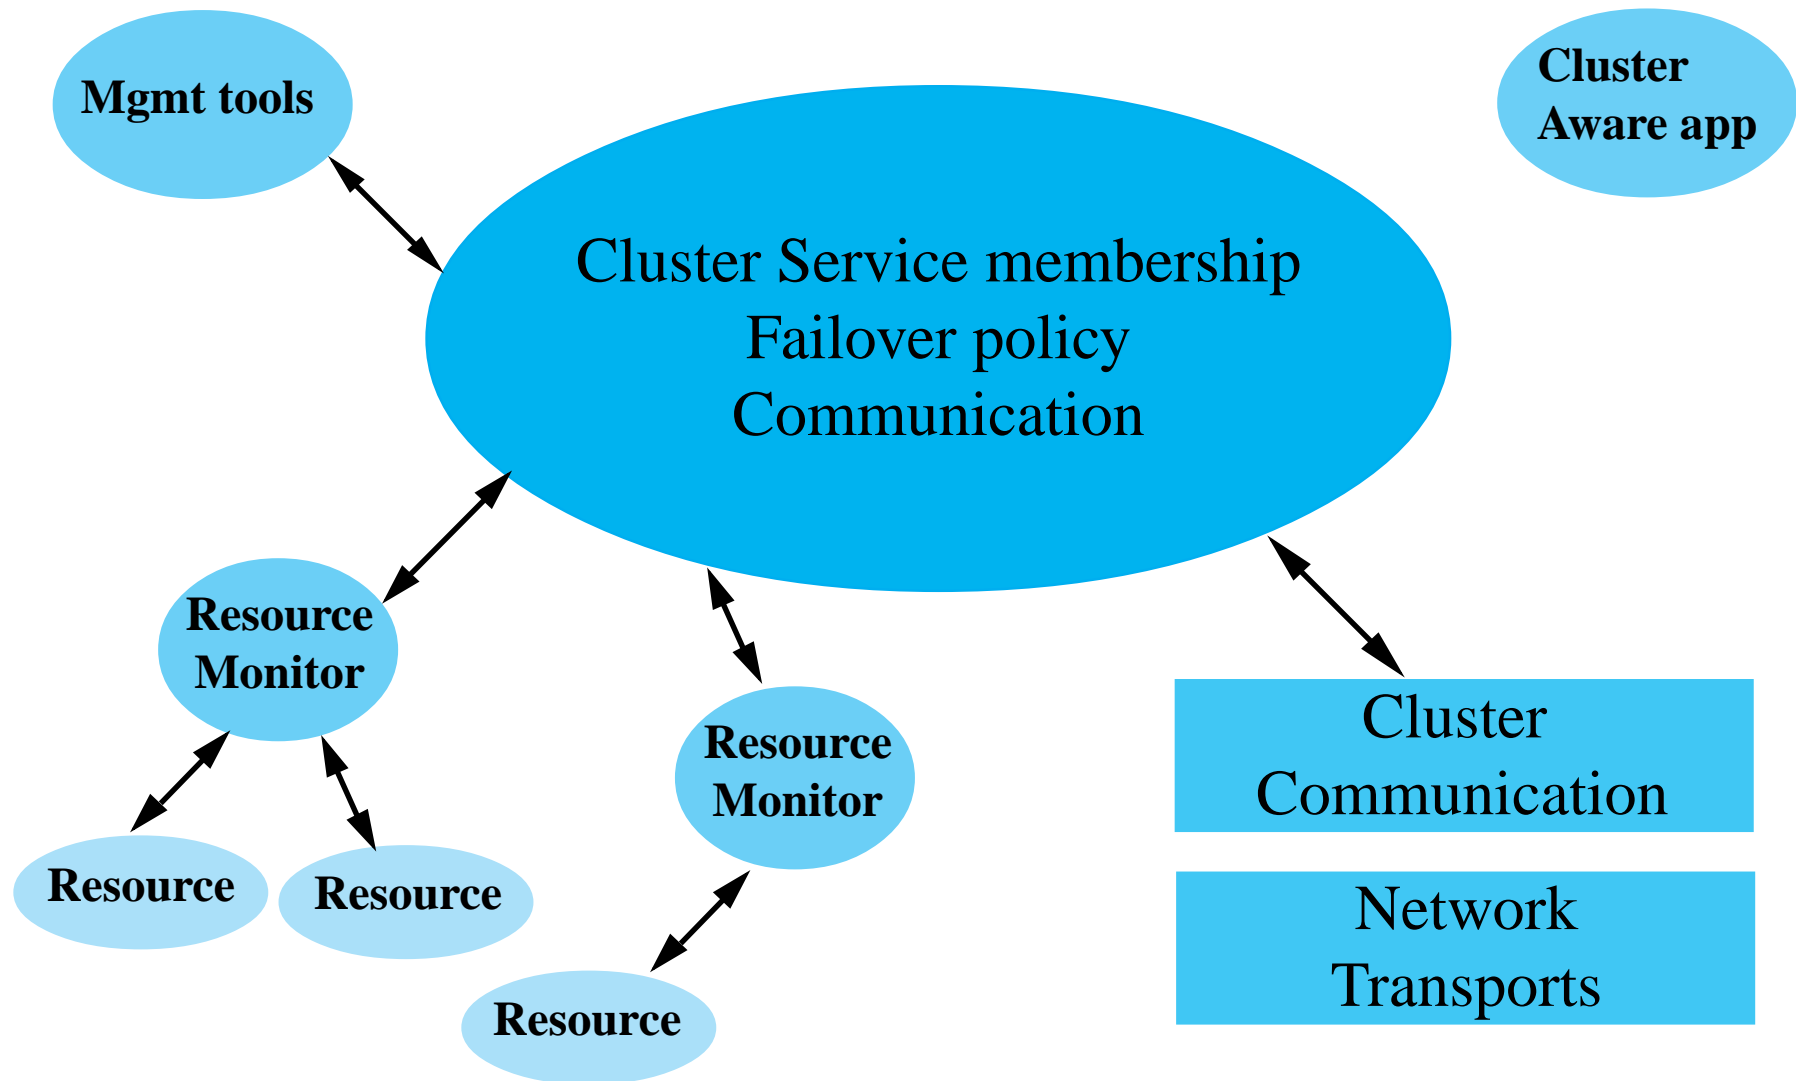 Mgmt tools
Cluster
Aware app
Cluster Service membership
Failover policy
Communication
Resource
Monitor
Resource
Monitor
Cluster
Communication
Resource
Resource
Network
Transports
Resource